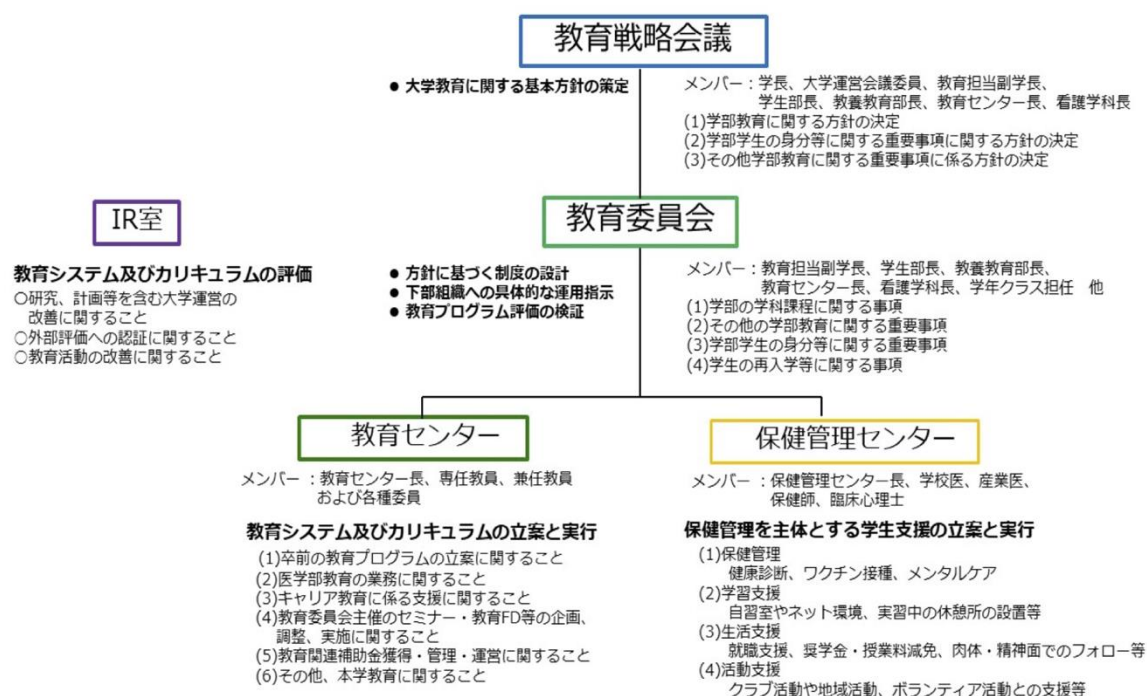 教育戦略会議
● 大学教育に関する基本方針の策定
メンバー：学長、大学運営会議委員、教育担当副学長、
学生部長、教養教育部長、教育センター長、看護学科長
(1)学部教育に関する方針の決定
(2)学部学生の身分等に関する重要事項に関する方針の決定
(3)その他学部教育に関する重要事項に係る方針の決定
IR室
教育システム及びカリキュラムの評価
○研究、計画等を含む大学運営の
改善に関すること
○外部評価への認証に関すること
○教育活動の改善に関すること
教育委員会
● 方針に基づく制度の設計
● 下部組織への具体的な運用指示
● 教育プログラム評価の検証
メンバー：教育担当副学長、学生部長、教養教育部長、
教育センター長、看護学科長、学年クラス担任　他
(1)学部の学科課程に関する事項
(2)その他の学部教育に関する重要事項
(3)学部学生の身分等に関する重要事項
(4)学生の再入学等に関する事項
教育センター
メンバー ：教育センター長、専任教員、兼任教員
および各種委員
教育システム及びカリキュラムの立案と実行
(1)卒前の教育プログラムの立案に関すること
(2)医学部教育の業務に関すること
(3)キャリア教育に係る支援に関すること
(4)教育委員会主催のセミナー・教育FD等の企画、
調整、実施に関すること
(5)教育関連補助金獲得・管理・運営に関すること
(6)その他、本学教育に関すること
保健管理センター
メンバー ：保健管理センター長、学校医、産業医、
保健師、臨床心理士
保健管理を主体とする学生支援の立案と実行
(1)保健管理
健康診断、ワクチン接種、メンタルケア
(2)学習支援
自習室やネット環境、実習中の休憩所の設置等
(3)生活支援
就職支援、奨学金・授業料減免、肉体・精神面でのフォロー等
(4)活動支援
クラブ活動や地域活動、ボランティア活動との支援等